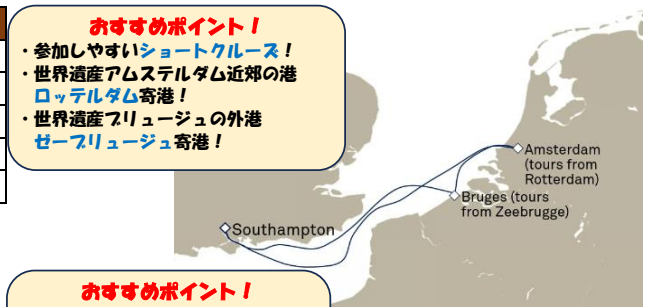 おすすめポイント！
・参加しやすいショートクルーズ！
・世界遺産アムステルダム近郊の港
ロッテルダム寄港！
・世界遺産ブリュージュの外港
ゼーブリュージュ寄港！
Amsterdam
(tours from
Rotterdam)
Bruges (tours
from Zeebrugge)
Southampton
おすすめポイント！